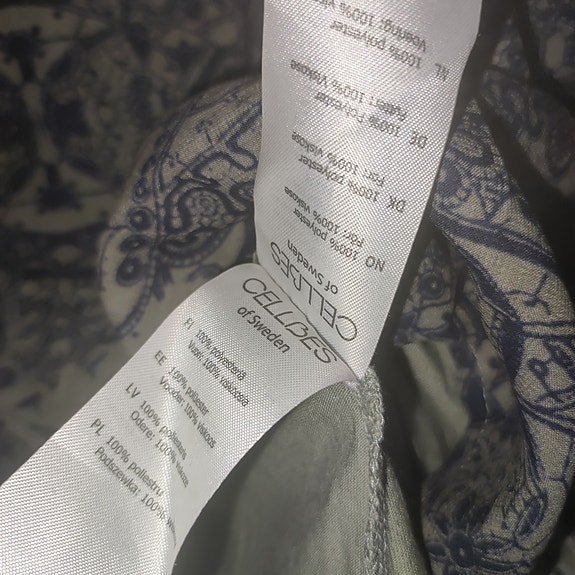 CELLBES
of Sweden
NO 100% polyester
Fôr: 100% viskose
DK 100% polyester
For: 100% viskose
DE 100% Polyester
Futter: 100% Viskose
NL 100% polyester
Voering: 100%
CELLBES
of Sweden
FI 100% polyesteriä
Vuori: 100% viskoosia
EE 100% polüester
Vooder: 100% viskoos
LV 100% poliesters
Odere: 100% viskoze
PL 100% poliestru
Podszewka: 100%